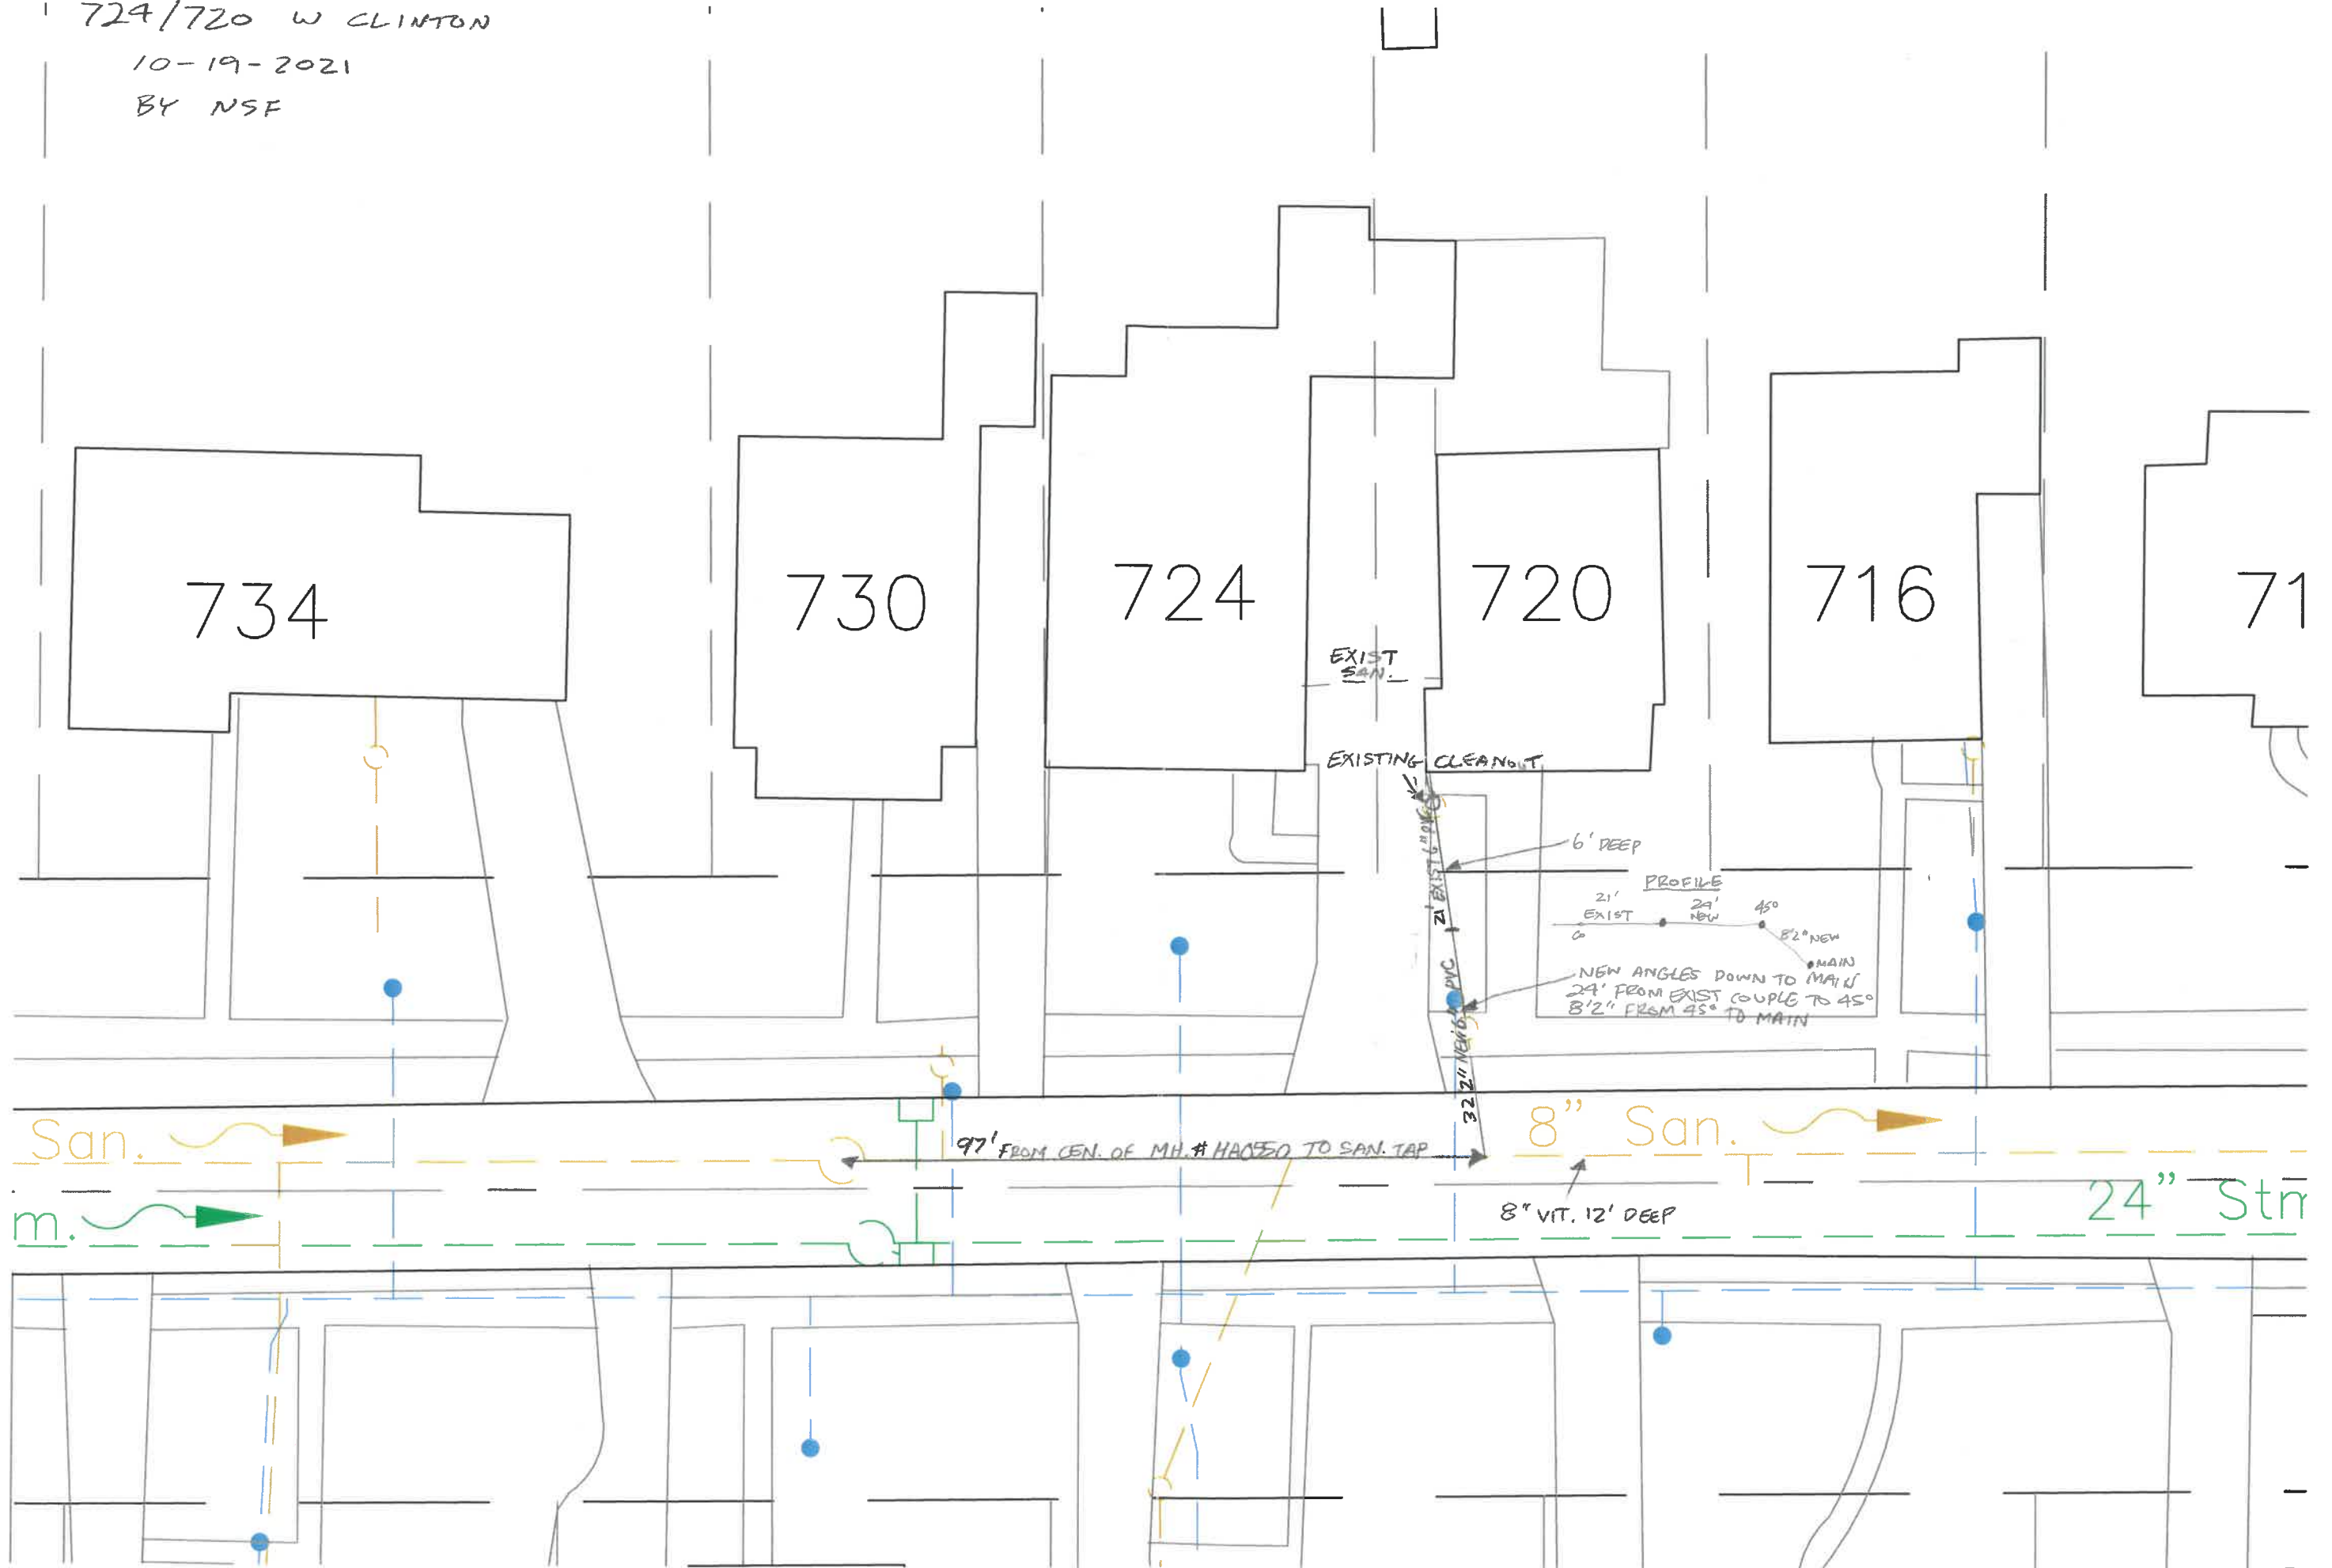 724/720 W CLINTON
10-19-2021
BY NSF
734
730
724
720
716
71
EXIST
SAN.
EXISTING CLEANOUT
21' EXIST 6" PVC
6' DEEP
PROFILE
21'
EXIST
CO
24'
NEW
45°
8'2" NEW
MAIN
NEW ANGLES DOWN TO MAIN
24' FROM EXIST COUPLE TO 45°
8'2" FROM 45° TO MAIN
32'2" NEW 6" PVC
San.
97' FROM CEN. OF MH.# HA0550 TO SAN. TAP
8” San.
8" VIT. 12' DEEP
m.
24” Stm